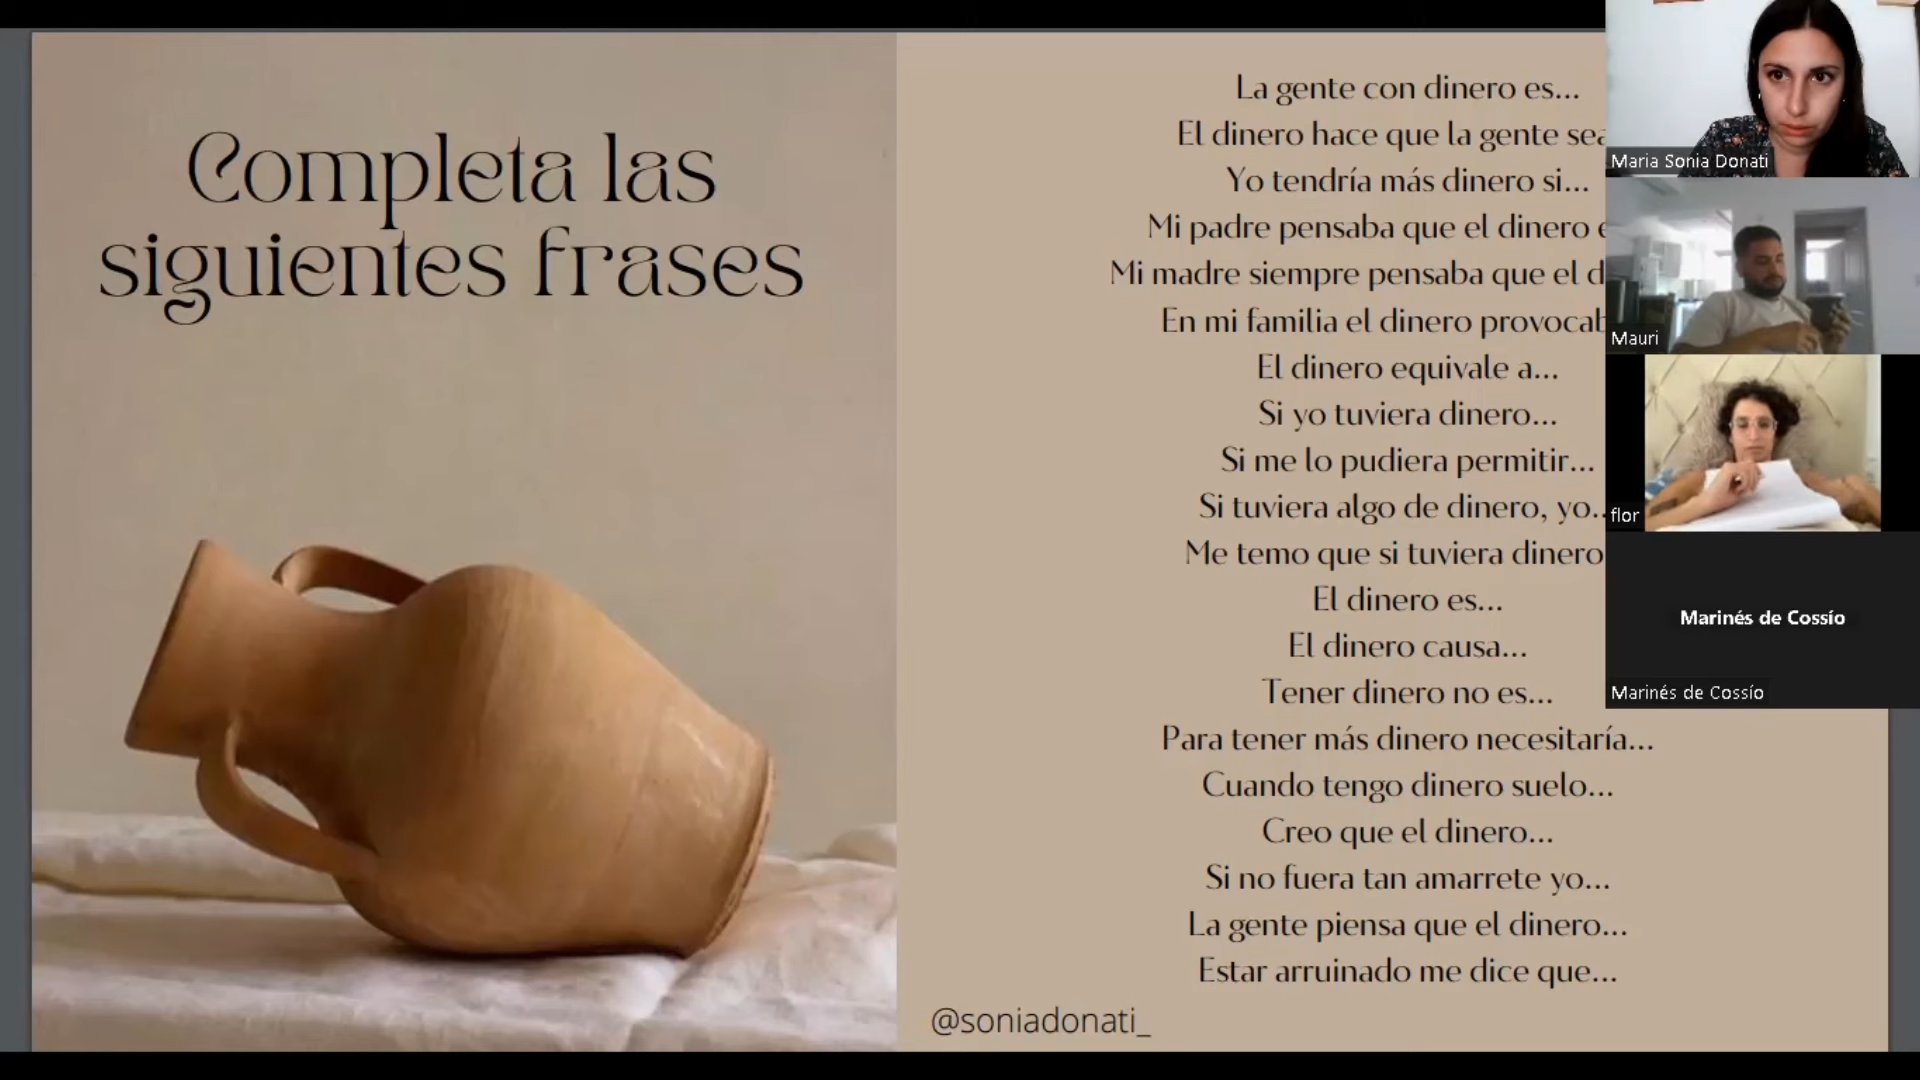 Completa las
siguientes frases
La gente con dinero es...
El dinero hace que la gente sea
Yo tendría más dinero si...
Mi padre pensaba que el dinero
Mi madre siempre pensaba que el
En mi familia el dinero
El dinero equivale a...
Si yo tuviera dinero...
Si me lo pudiera permitir...
Si tuviera algo de dinero, yo..
Me temo que si tuviera dinero
El dinero es...
El dinero causa...
Tener dinero no es...
Para tener más dinero necesitaría...
Cuando tengo dinero suelo...
Creo que el dinero...
Si no fuera tan amarrete yo...
La gente piensa que el dinero...
Estar arruinado me dice que...
@soniadonati_
Maria Sonia Donati
Mauri
flor
Marinés de Cossío
Marinés de Cossío